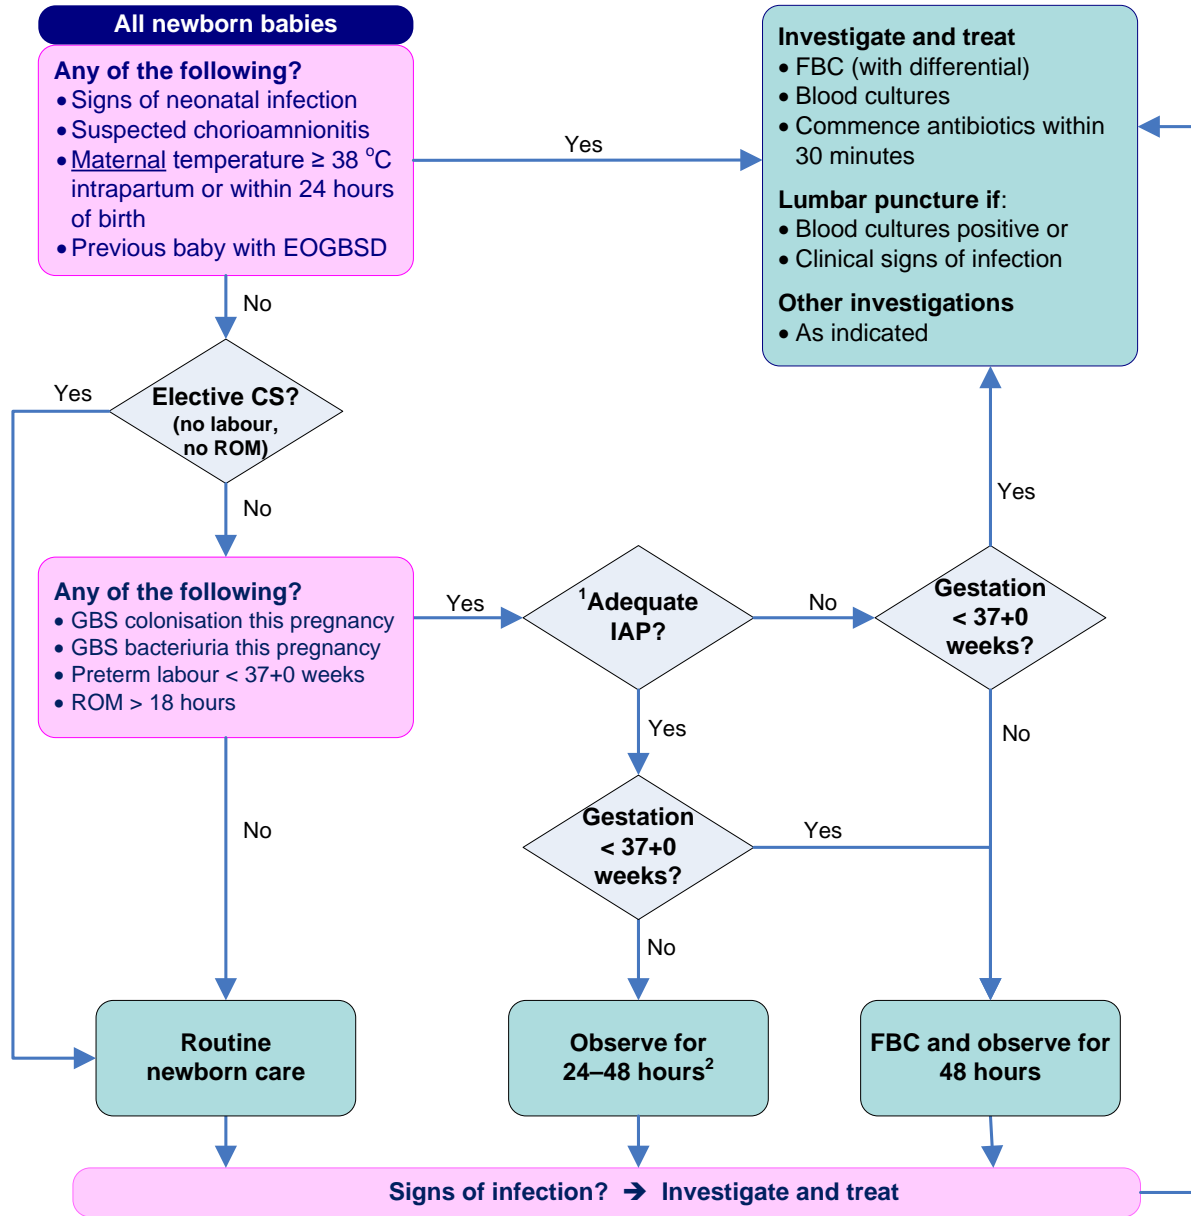 All newborn babies
Any of the following?
• Signs of neonatal infection
• Suspected chorioamnionitis
• Maternal temperature ≥ 38 °C
intrapartum or within 24 hours
of birth
• Previous baby with EOGBSD
Yes
Investigate and treat
• FBC (with differential)
• Blood cultures
• Commence antibiotics within
30 minutes
Lumbar puncture if:
• Blood cultures positive or
• Clinical signs of infection
Other investigations
• As indicated
No
Yes
Elective CS?
(no labour,
no ROM)
No
Yes
Any of the following?
• GBS colonisation this pregnancy
• GBS bacteriuria this pregnancy
• Preterm labour < 37+0 weeks
• ROM > 18 hours
Yes
¹Adequate
IAP?
No
Gestation
< 37+0
weeks?
Yes
No
No
Gestation
< 37+0
weeks?
Yes
No
Routine
newborn care
Observe for
24–48 hours²
FBC and observe for
48 hours
Signs of infection? ➔ Investigate and treat